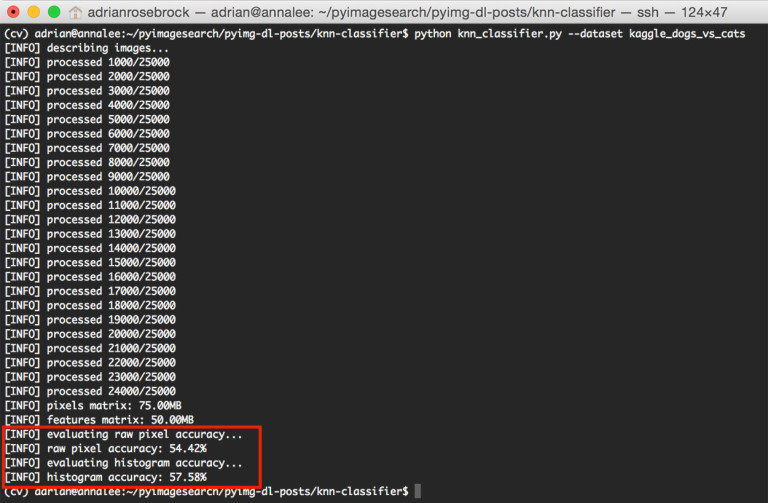 adrianrosebrock — adrian@annalee: ~/pyimagesearch/pyimg-dl-posts/knn-classifier — ssh — 124×47
(cv) adrian@annalee:~/pyimagesearch/pyimg-dl-posts/knn-classifier$ python knn_classifier.py --dataset kaggle_dogs_vs_cats
[INFO] describing images...
[INFO] processed 1000/25000
[INFO] processed 2000/25000
[INFO] processed 3000/25000
[INFO] processed 4000/25000
[INFO] processed 5000/25000
[INFO] processed 6000/25000
[INFO] processed 7000/25000
[INFO] processed 8000/25000
[INFO] processed 9000/25000
[INFO] processed 10000/25000
[INFO] processed 11000/25000
[INFO] processed 12000/25000
[INFO] processed 13000/25000
[INFO] processed 14000/25000
[INFO] processed 15000/25000
[INFO] processed 16000/25000
[INFO] processed 17000/25000
[INFO] processed 18000/25000
[INFO] processed 19000/25000
[INFO] processed 20000/25000
[INFO] processed 21000/25000
[INFO] processed 22000/25000
[INFO] processed 23000/25000
[INFO] processed 24000/25000
[INFO] pixels matrix: 75.00MB
[INFO] features matrix: 50.00MB
[INFO] evaluating raw pixel accuracy...
[INFO] raw pixel accuracy: 54.42%
[INFO] evaluating histogram accuracy...
[INFO] histogram accuracy: 57.58%
(cv) adrian@annalee:~/pyimagesearch/pyimg-dl-posts/knn-classifier$